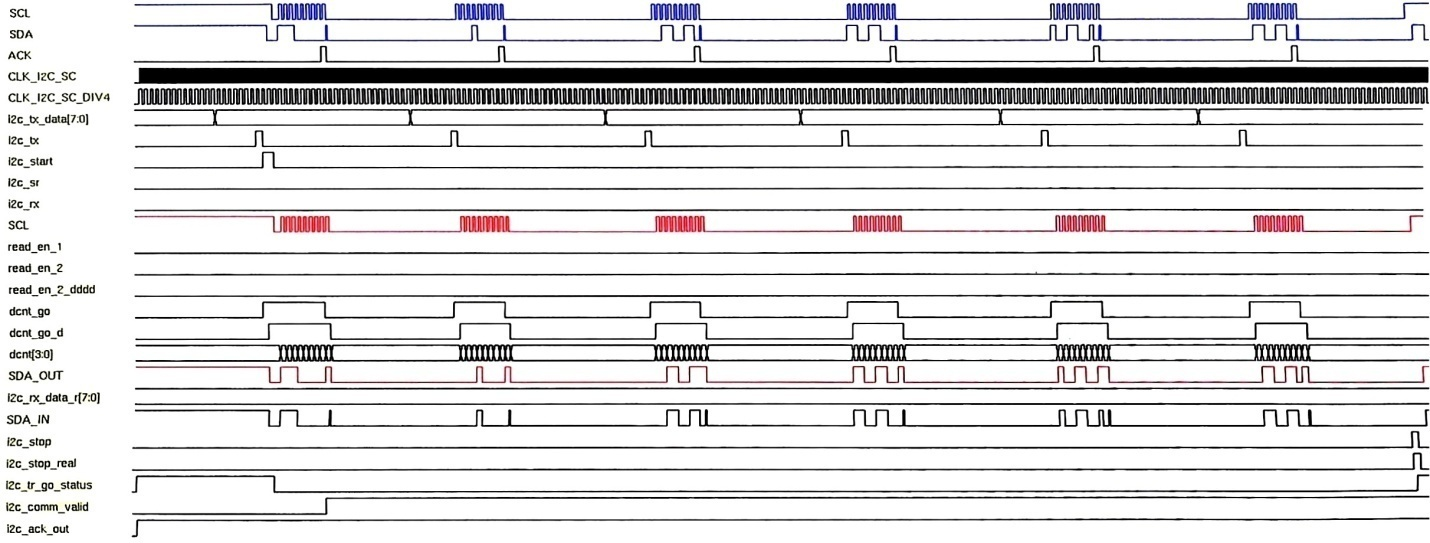 SCL
SDA
ACK
CLK_I2C_SC
CLK_I2C_SC_DIV4
i2c_tx_data[7:0]
i2c_tx
i2c_start
i2c_sr
i2c_rx
SCL
read_en_1
read_en_2
read_en_2_dddd
dcnt_go
dcnt_go_d
dcnt[3:0]
SDA_OUT
i2c_rx_data_r[7:0]
SDA_IN
i2c_stop
i2c_stop_real
i2c_tr_go_status
i2c_comm_valid
i2c_ack_out